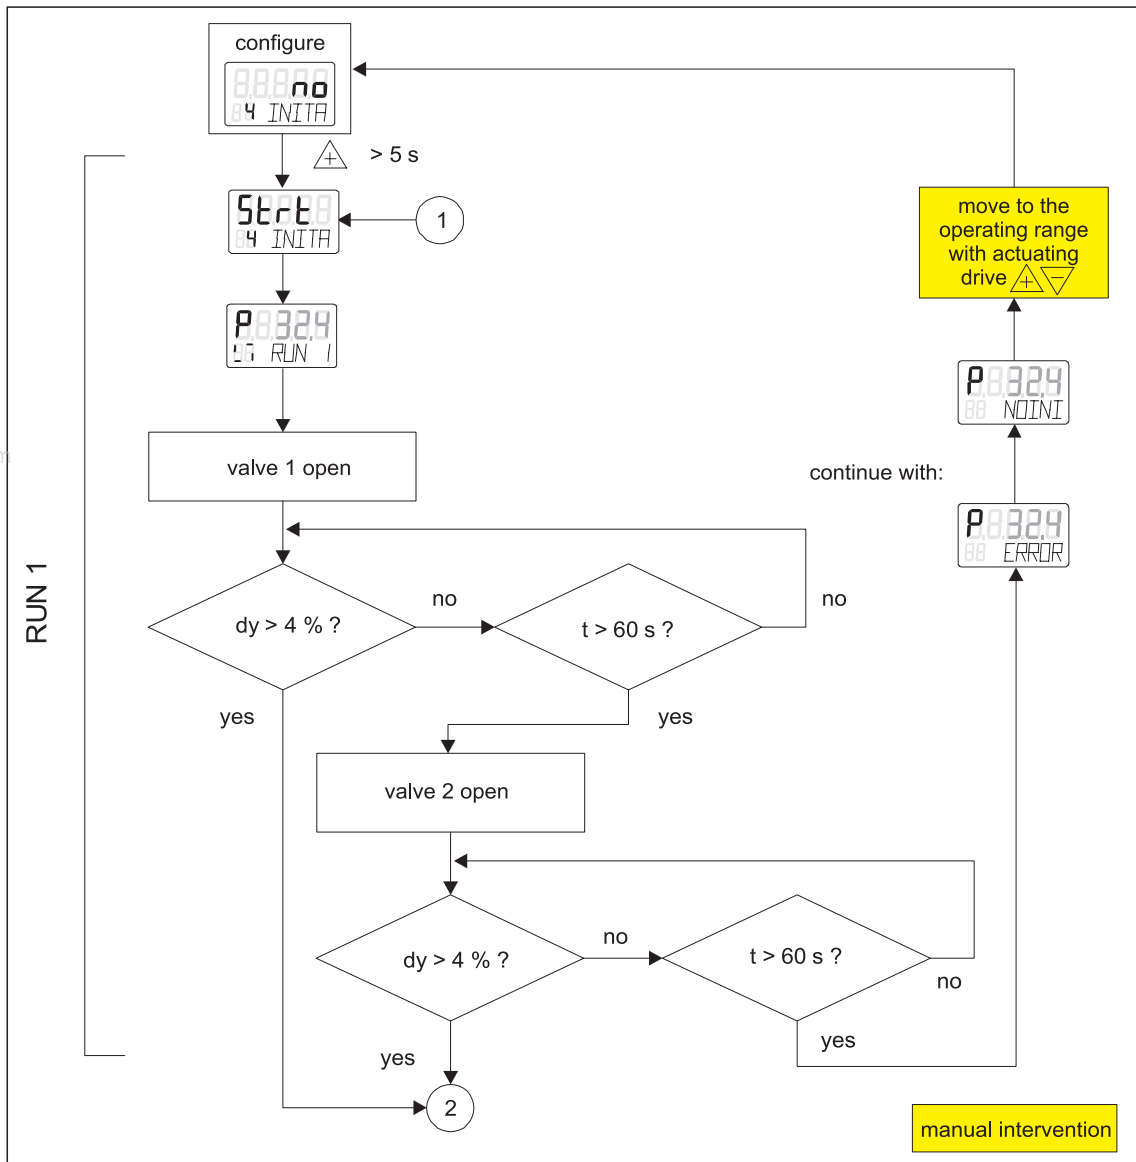 configure
no
4 INITA
+ > 5 s
Strt
4 INITA
1
P 32,4
RUN 1
valve 1 open
dy > 4 % ?
no
t > 60 s ?
no
yes
yes
valve 2 open
dy > 4 % ?
no
t > 60 s ?
no
yes
yes
2
RUN 1
move to the
operating range
with actuating
drive + −
P 32,4
NOINI
continue with:
P 32,4
ERROR
manual intervention